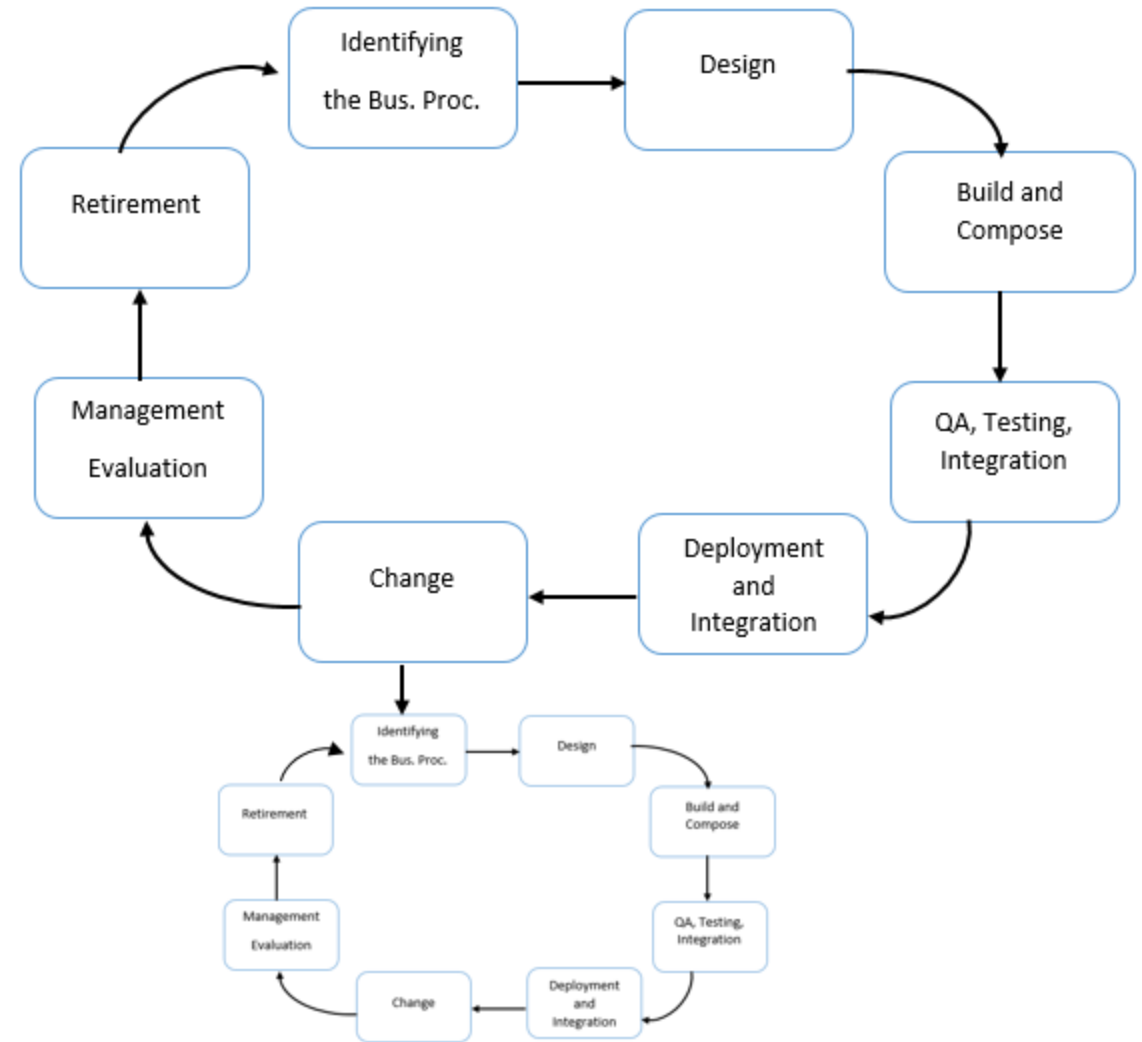 Identifying
the Bus. Proc.
Design
Build and
Compose
QA, Testing,
Integration
Deployment
and
Integration
Change
Management
Evaluation
Retirement
Identifying
the Bus. Proc.
Design
Build and
Compose
QA, Testing,
Integration
Deployment
and
Integration
Change
Management
Evaluation
Retirement